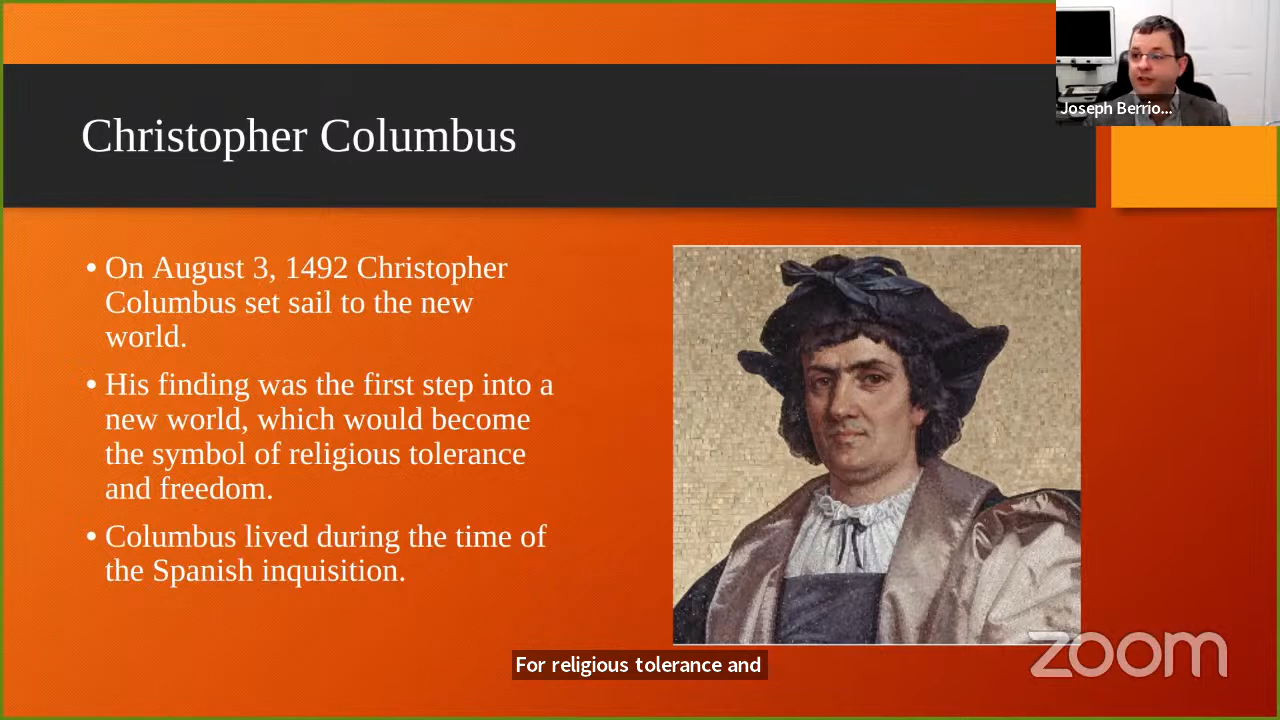 Joseph Berrio...
Christopher Columbus
• On August 3, 1492 Christopher
Columbus set sail to the new
world.
• His finding was the first step into a
new world, which would become
the symbol of religious tolerance
and freedom.
• Columbus lived during the time of
the Spanish inquisition.
For religious tolerance and
zoom